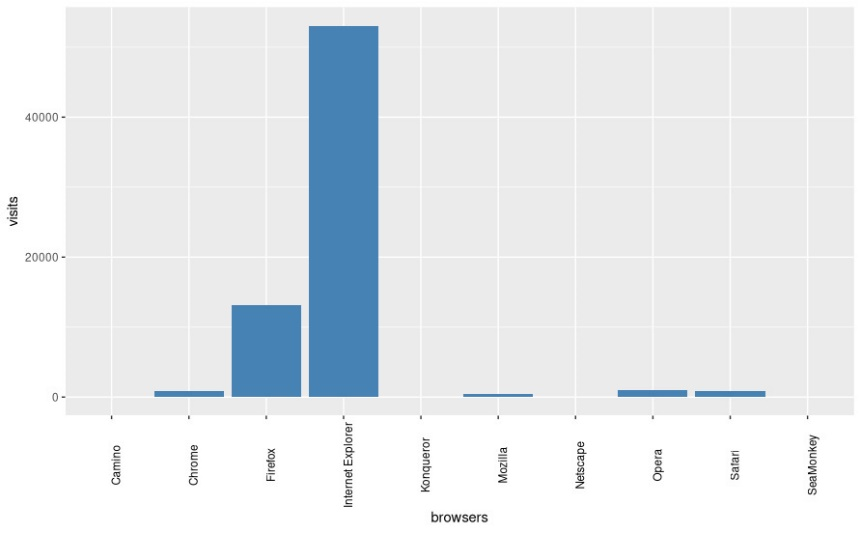 visits
40000
20000
0
Camino
Chrome
Firefox
Internet Explorer
Konqueror
Mozilla
Netscape
Opera
Safari
SeaMonkey
browsers